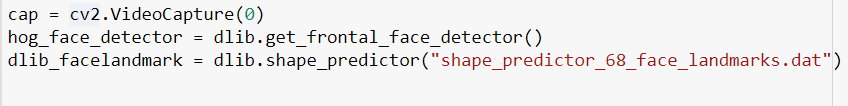 cap = cv2.VideoCapture(0)
hog_face_detector = dlib.get_frontal_face_detector()
dlib_facelandmark = dlib.shape_predictor("shape_predictor_68_face_landmarks.dat")